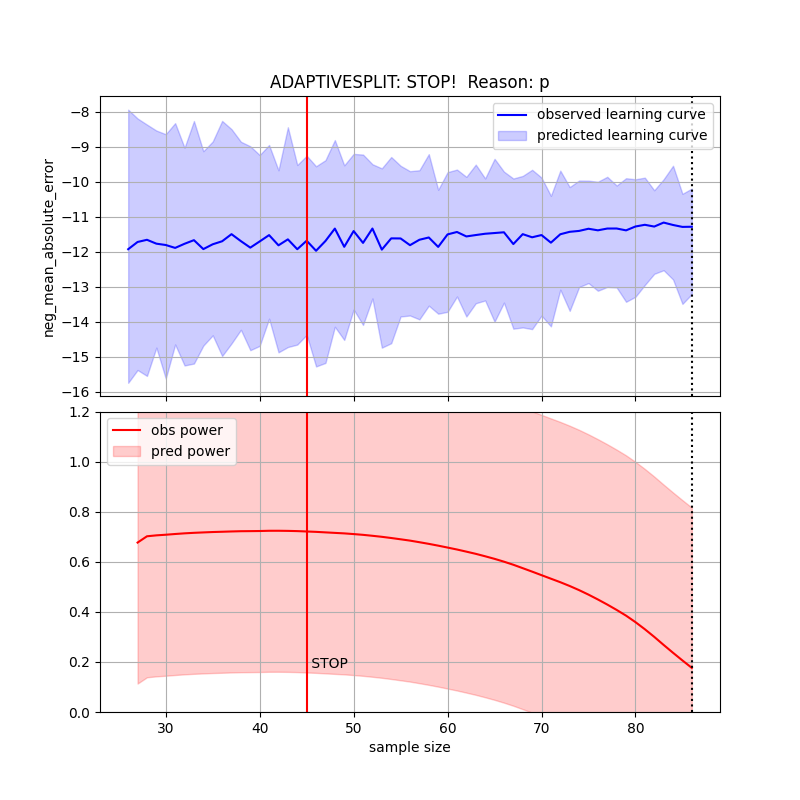 ADAPTIVESPLIT: STOP!  Reason: p
neg_mean_absolute_error
−8
−9
−10
−11
−12
−13
−14
−15
−16
observed learning curve
predicted learning curve
1.2
1.0
0.8
0.6
0.4
0.2
0.0
obs power
pred power
STOP
30
40
50
60
70
80
sample size